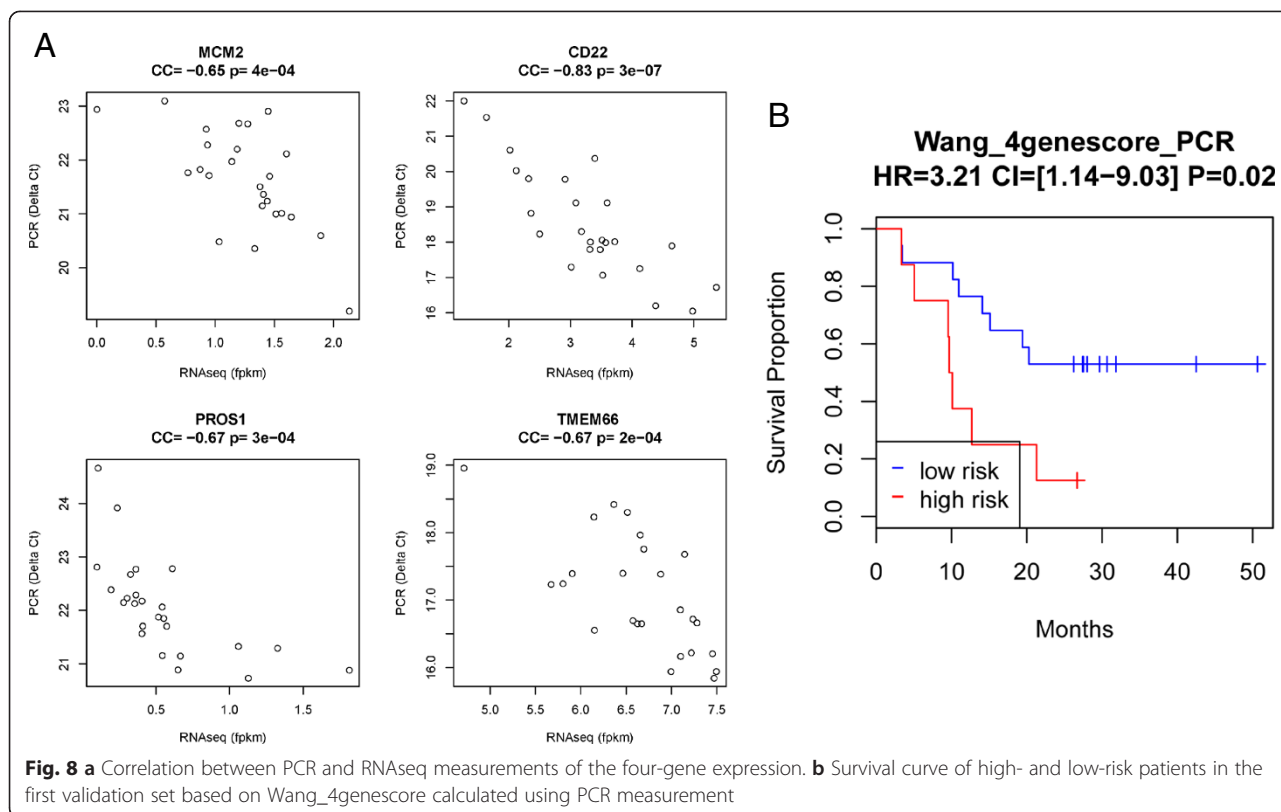 A
MCM2
CC= −0.65 p= 4e−04
PCR (Delta Ct)
23
22
21
20
0.0 0.5 1.0 1.5 2.0
RNAseq (fpkm)
CD22
CC= −0.83 p= 3e−07
PCR (Delta Ct)
22
21
20
19
18
17
16
2 3 4 5
RNAseq (fpkm)
PROS1
CC= −0.67 p= 3e−04
PCR (Delta Ct)
24
23
22
21
0.5 1.0 1.5
RNAseq (fpkm)
TMEM66
CC= −0.67 p= 2e−04
PCR (Delta Ct)
19.0
18.0
17.0
16.0
5.0 5.5 6.0 6.5 7.0 7.5
RNAseq (fpkm)
B
Wang_4genescore_PCR
HR=3.21 CI=[1.14−9.03] P=0.02
Survival Proportion
1.0
0.8
0.6
0.4
0.2
0.0
low risk
high risk
0 10 20 30 40 50
Months
Fig. 8 a Correlation between PCR and RNAseq measurements of the four-gene expression. b Survival curve of high- and low-risk patients in the
first validation set based on Wang_4genescore calculated using PCR measurement